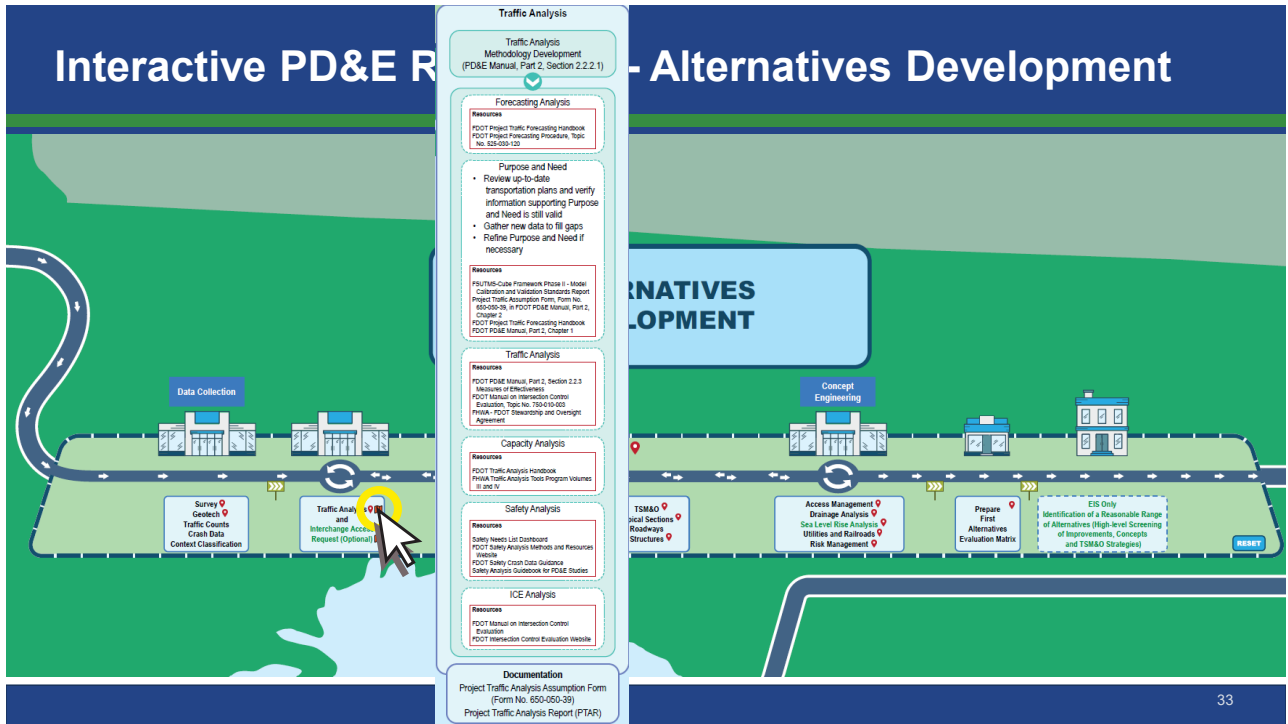 Interactive PD&E R
- Alternatives Development
Traffic Analysis
Traffic Analysis
Methodology Development
(PD&E Manual, Part 2, Section 2.2.2.1)
Forecasting Analysis
Resources
FDOT Project Traffic Forecasting Handbook
FDOT Project Forecasting Procedure, Topic
No. 525-030-120
Purpose and Need
• Review up-to-date
transportation plans and verify
information supporting Purpose
and Need is still valid
• Gather new data to fill gaps
• Refine Purpose and Need if
necessary
Resources
FSUTMS-Cube Framework Phase II - Model
Calibration and Validation Standards Report
Project Traffic Assumption Form, Form No.
650-050-39, in FDOT PD&E Manual, Part 2,
Chapter 2
FDOT Project Traffic Forecasting Handbook
FDOT PD&E Manual, Part 2, Chapter 1
Traffic Analysis
Resources
FDOT PD&E Manual, Part 2, Section 2.2.3
Measures of Effectiveness
FDOT Manual on Intersection Control
Evaluation, Topic No. 750-010-003
FHWA - FDOT Stewardship and Oversight
Agreement
Capacity Analysis
Resources
FDOT Traffic Analysis Handbook
FHWA Traffic Analysis Tools Program Volumes
III and IV
Safety Analysis
Resources
Safety Needs List Dashboard
FDOT Safety Analysis Methods and Resources
Website
FDOT Safety Crash Data Guidance
Safety Analysis Guidebook for PD&E Studies
ICE Analysis
Resources
FDOT Manual on Intersection Control
Evaluation
FDOT Intersection Control Evaluation Website
Documentation
Project Traffic Analysis Assumption Form
(Form No. 650-050-39)
Project Traffic Analysis Report (PTAR)
RNATIVES
LOPMENT
Data Collection
Survey
Geotech
Traffic Counts
Crash Data
Context Classification
Traffic Analysis
and
Interchange Access
Request (Optional)
TSM&O
pical Sections
Roadways
Structures
Concept
Engineering
Access Management
Drainage Analysis
Sea Level Rise Analysis
Utilities and Railroads
Risk Management
Prepare
First
Alternatives
Evaluation Matrix
EIS Only
Identification of a Reasonable Range
of Alternatives (High-level Screening
of Improvements, Concepts
and TSM&O Strategies)
RESET
33